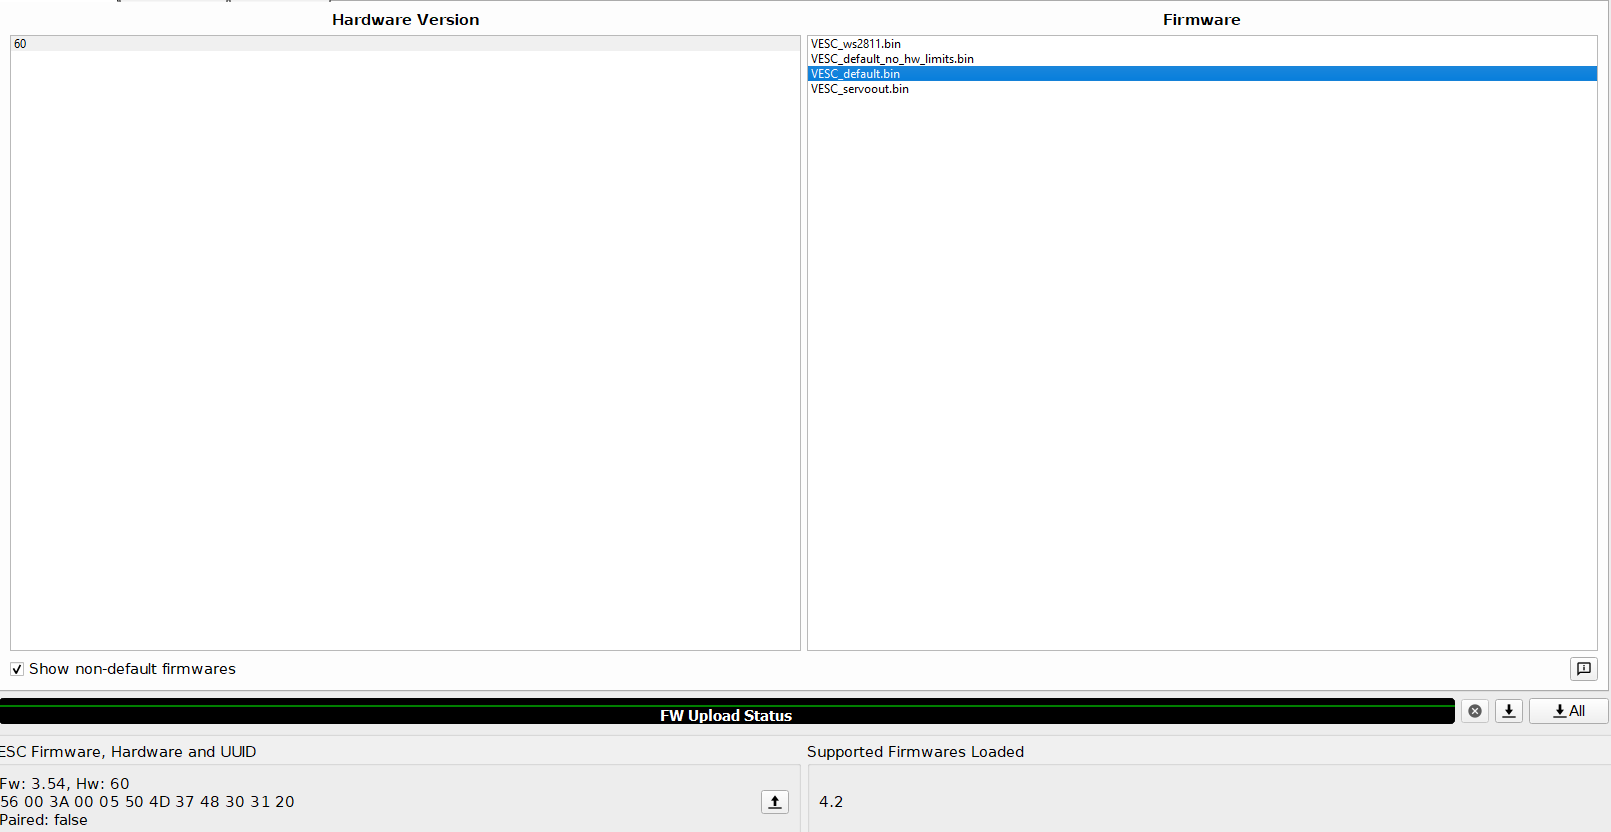 Hardware Version
60
Firmware
VESC_ws2811.bin
VESC_default_no_hw_limits.bin
VESC_default.bin
VESC_servoout.bin
Show non-default firmwares
FW Upload Status
All
ESC Firmware, Hardware and UUID
Fw: 3.54, Hw: 60
56 00 3A 00 05 50 4D 37 48 30 31 20
Paired: false
Supported Firmwares Loaded
4.2